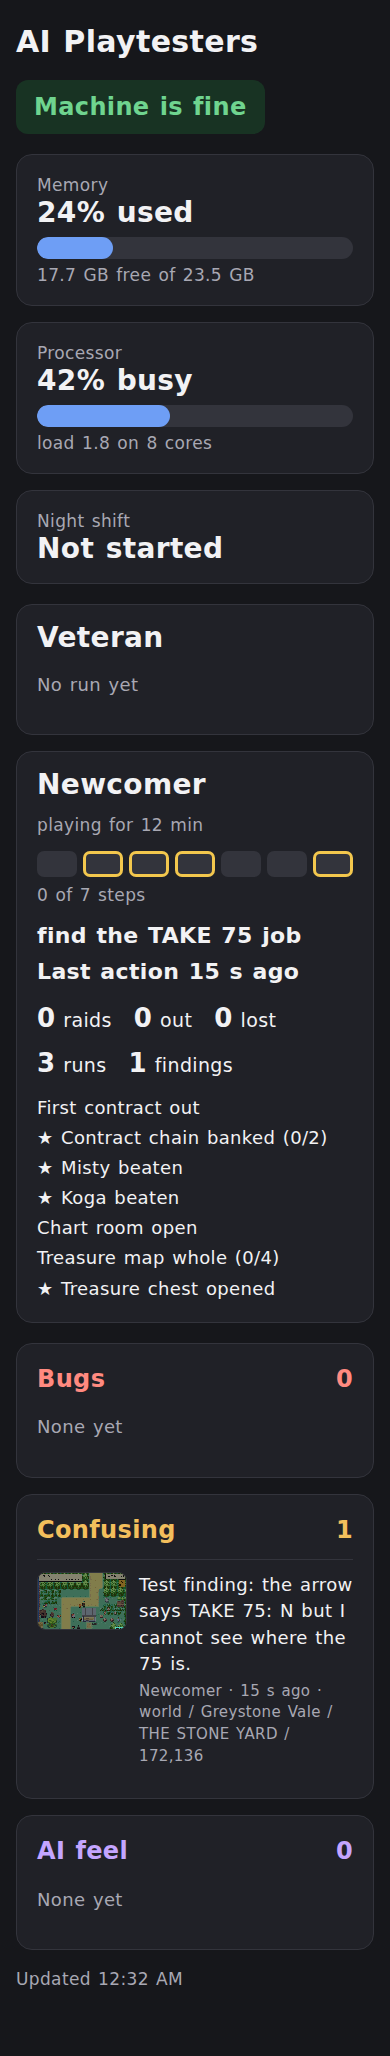 AI Playtesters
Machine is fine
Memory
24% used
17.7 GB free of 23.5 GB
Processor
42% busy
load 1.8 on 8 cores
Night shift
Not started
Veteran
No run yet
Newcomer
playing for 12 min
0 of 7 steps
find the TAKE 75 job
Last action 15 s ago
0 raids 0 out 0 lost
3 runs 1 findings
First contract out
★ Contract chain banked (0/2)
★ Misty beaten
★ Koga beaten
Chart room open
Treasure map whole (0/4)
★ Treasure chest opened
Bugs 0
None yet
Confusing 1
Test finding: the arrow
says TAKE 75: N but I
cannot see where the
75 is.
Newcomer · 15 s ago ·
world / Greystone Vale /
THE STONE YARD /
172,136
AI feel 0
None yet
Updated 12:32 AM